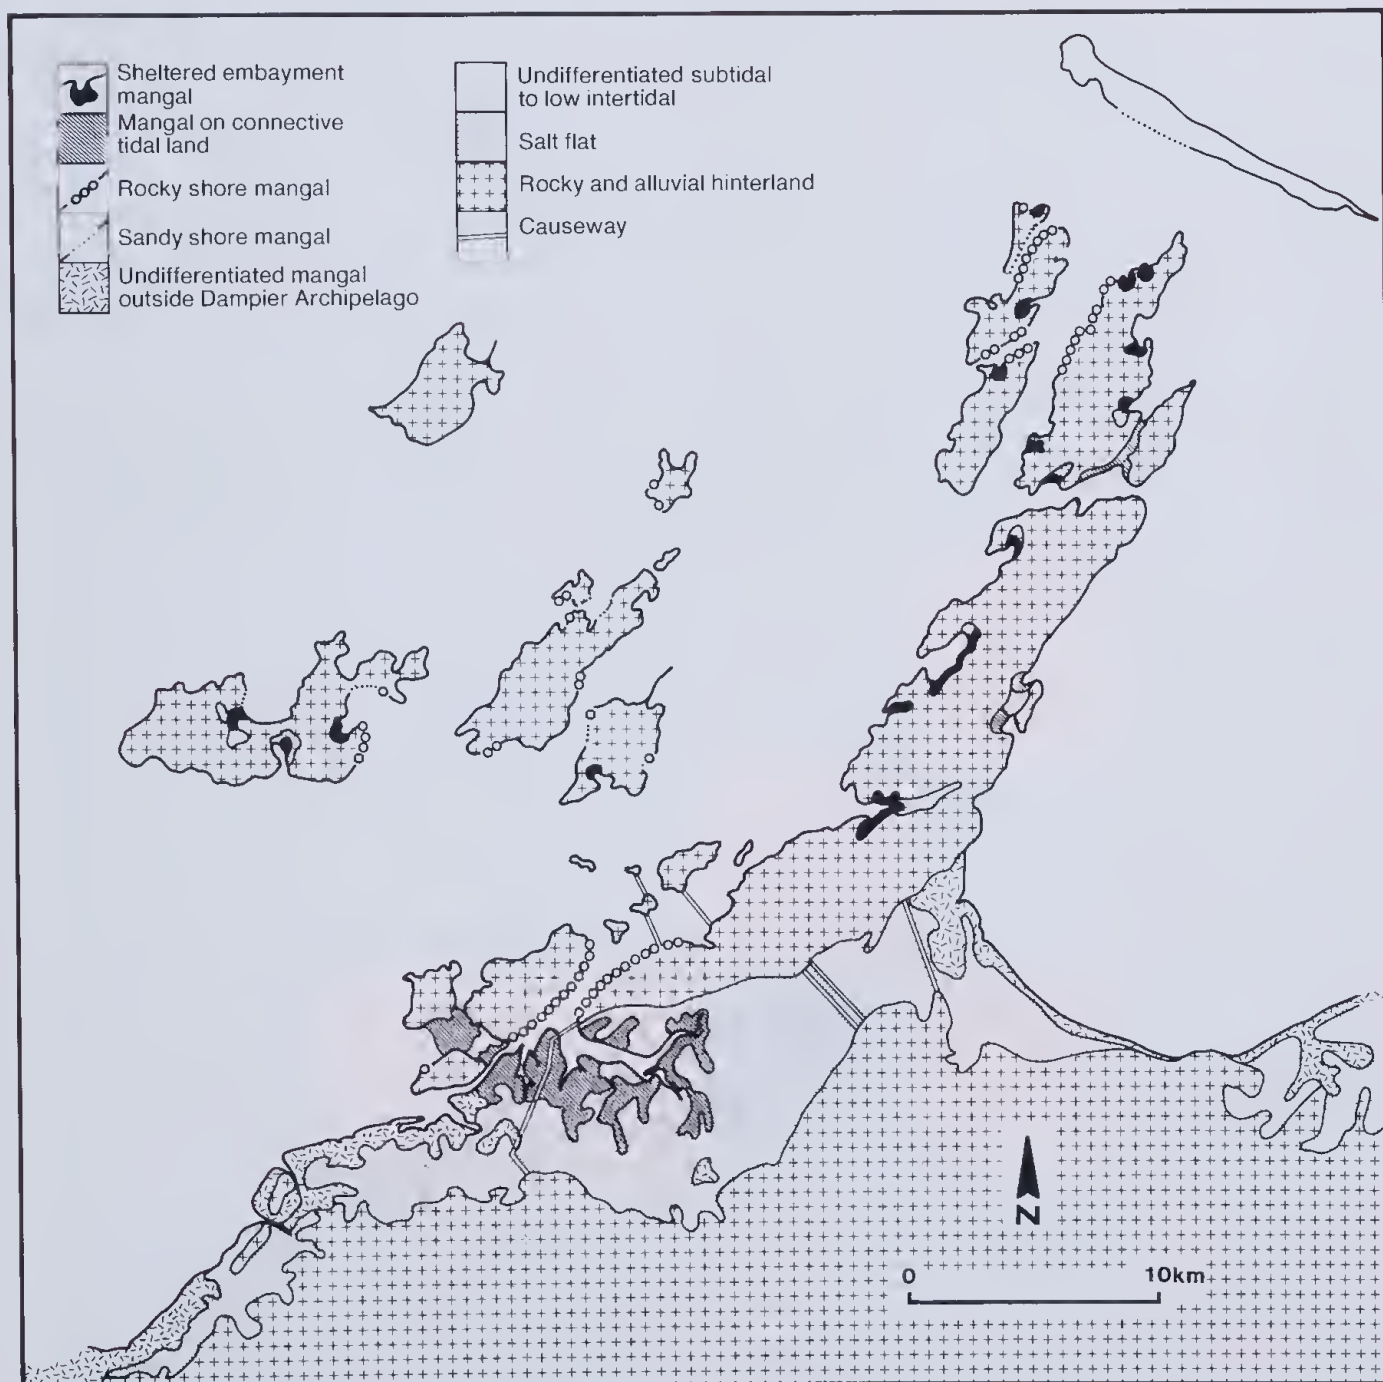 Sheltered embayment
mangal
Mangal on connective
tidal land
Rocky shore mangal
Sandy shore mangal
Undifferentiated mangal
outside Dampier Archipelago
Undifferentiated subtidal
to low intertidal
Salt flat
Rocky and alluvial hinterland
Causeway
N
0 10km